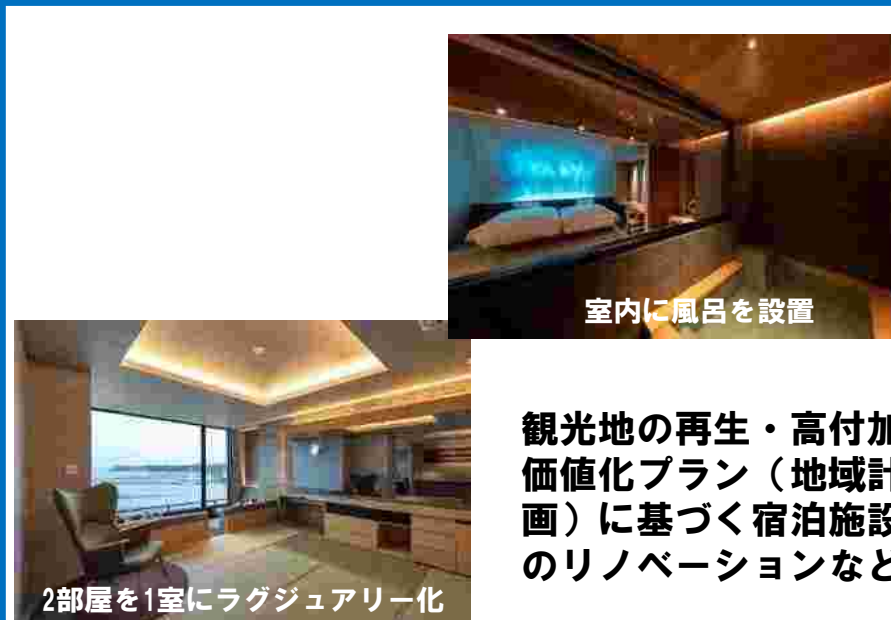 室内に風呂を設置
2部屋を1室にラグジュアリー化
観光地の再生・高付加
価値化プラン（地域計
画）に基づく宿泊施設
のリノベーションなど